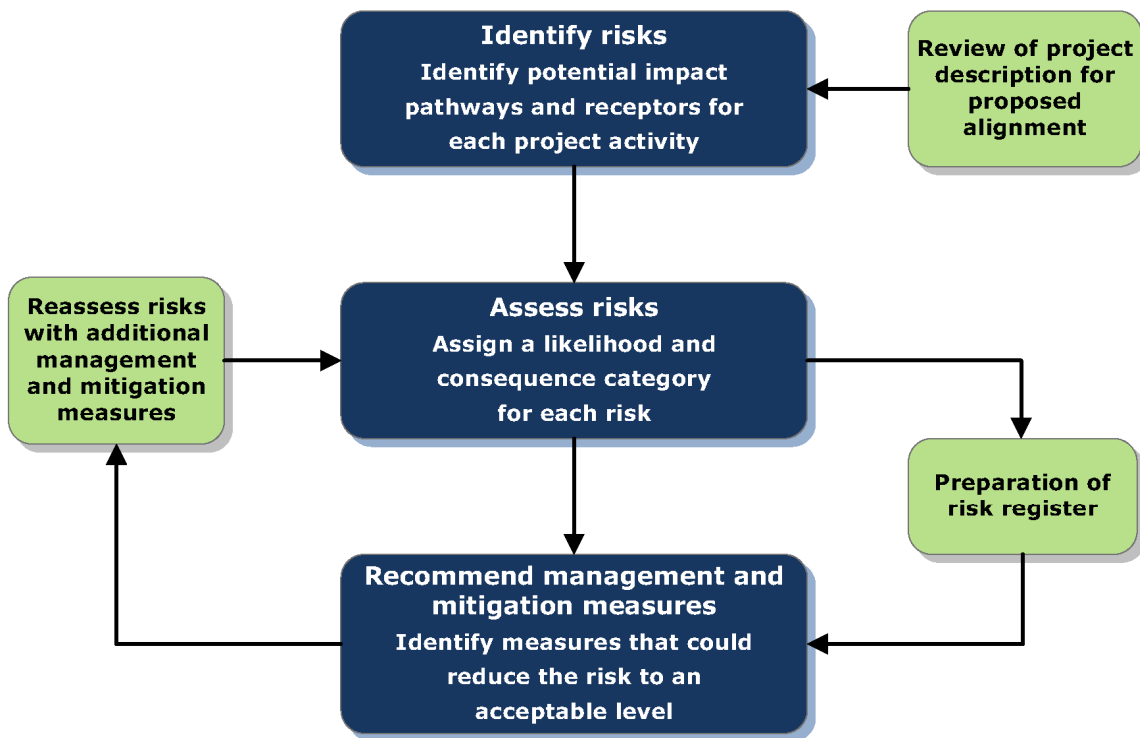 Identify risks
Identify potential impact
pathways and receptors for
each project activity
Review of project
description for
proposed
alignment
Reassess risks
with additional
management
and mitigation
measures
Assess risks
Assign a likelihood and
consequence category
for each risk
Preparation of
risk register
Recommend management and
mitigation measures
Identify measures that could
reduce the risk to an
acceptable level